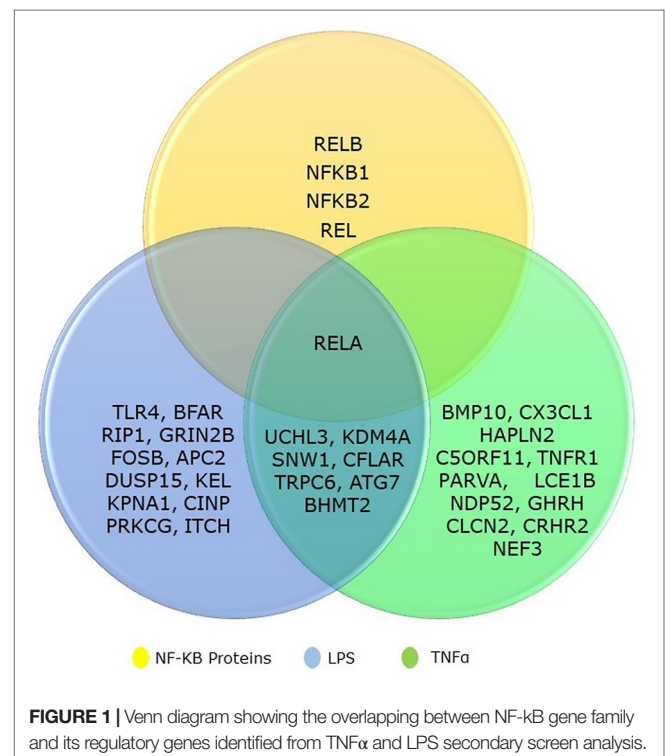 RELB
NFKB1
NFKB2
REL
RELA
TLR4, BFAR
RIP1, GRIN2B
FOSB, APC2
DUSP15, KEL
KPNA1, CINP
PRKCG, ITCH
UCHL3, KDM4A
SNW1, CFLAR
TRPC6, ATG7
BHMT2
BMP10, CX3CL1
HAPLN2
C5ORF11, TNFR1
PARVA, LCE1B
NDP52, GHRH
CLCN2, CRHR2
NEF3
NF-KB Proteins
LPS
TNFα
FIGURE 1 | Venn diagram showing the overlapping between NF-kB gene family
and its regulatory genes identified from TNFα and LPS secondary screen analysis.